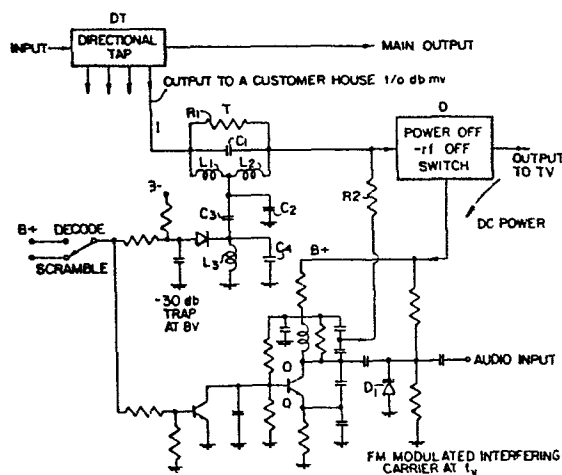 DT
INPUT
DIRECTIONAL
TAP
MAIN OUTPUT
OUTPUT TO A CUSTOMER HOUSE 1/0 db mv
I
R1
T
C1
L1
L2
D
POWER OFF
-rf OFF
SWITCH
OUTPUT
TO TV
DC POWER
R2
C3
C2
B-
B+
DECODE
SCRAMBLE
L3
C4
-30 db
TRAP
AT 8V
B+
Q
Q
D1
AUDIO INPUT
FM MODULATED INTERFERING
CARRIER AT fv